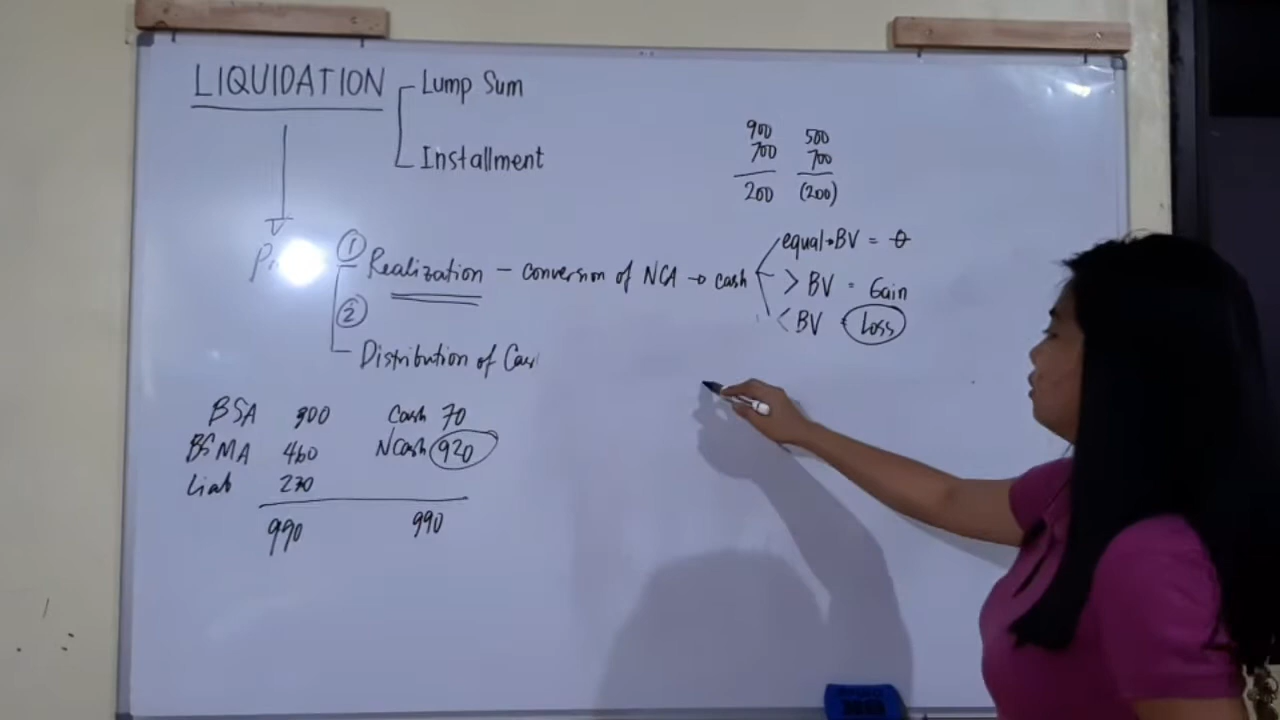 LIQUIDATION
Lump Sum
Installment
900 500
700 700
200 (200)
① Realization – conversion of NCA → cash
equal→BV = 0
> BV = Gain
< BV = Loss
②
Distribution of
BSA 300 Cash 70
BSMA 460 NCash 920
Liab 230
990 990